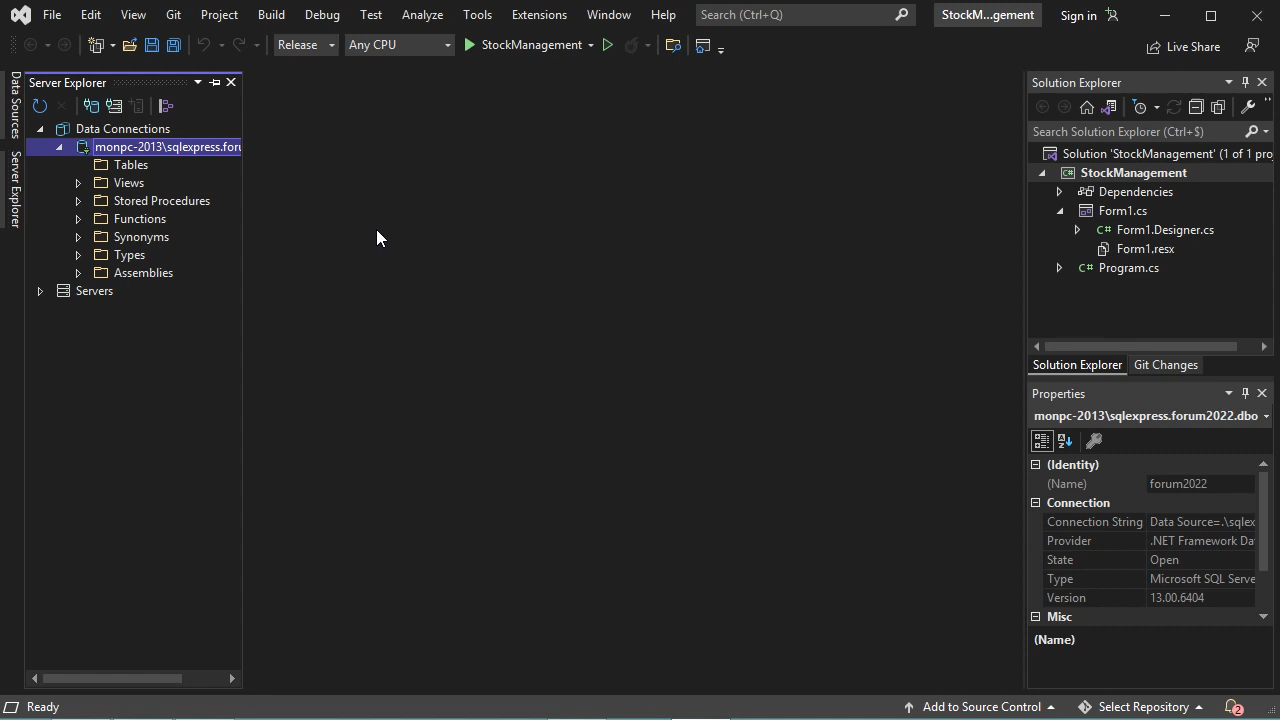 File Edit View Git Project Build Debug Test Analyze Tools Extensions Window Help Search (Ctrl+Q) StockM...gement Sign in
Release Any CPU StockManagement Live Share
Data Sources
Server Explorer
Server Explorer
Data Connections
monpc-2013\sqlexpress.foru
Tables
Views
Stored Procedures
Functions
Synonyms
Types
Assemblies
Servers
Solution Explorer
Search Solution Explorer (Ctrl+$)
Solution 'StockManagement' (1 of 1 proj
StockManagement
Dependencies
Form1.cs
C# Form1.Designer.cs
Form1.resx
C# Program.cs
Solution Explorer Git Changes
Properties
monpc-2013\sqlexpress.forum2022.dbo
(Identity)
(Name) forum2022
Connection
Connection String Data Source=.\sqlex
Provider .NET Framework Da
State Open
Type Microsoft SQL Serve
Version 13.00.6404
Misc
(Name)
Ready Add to Source Control Select Repository 2